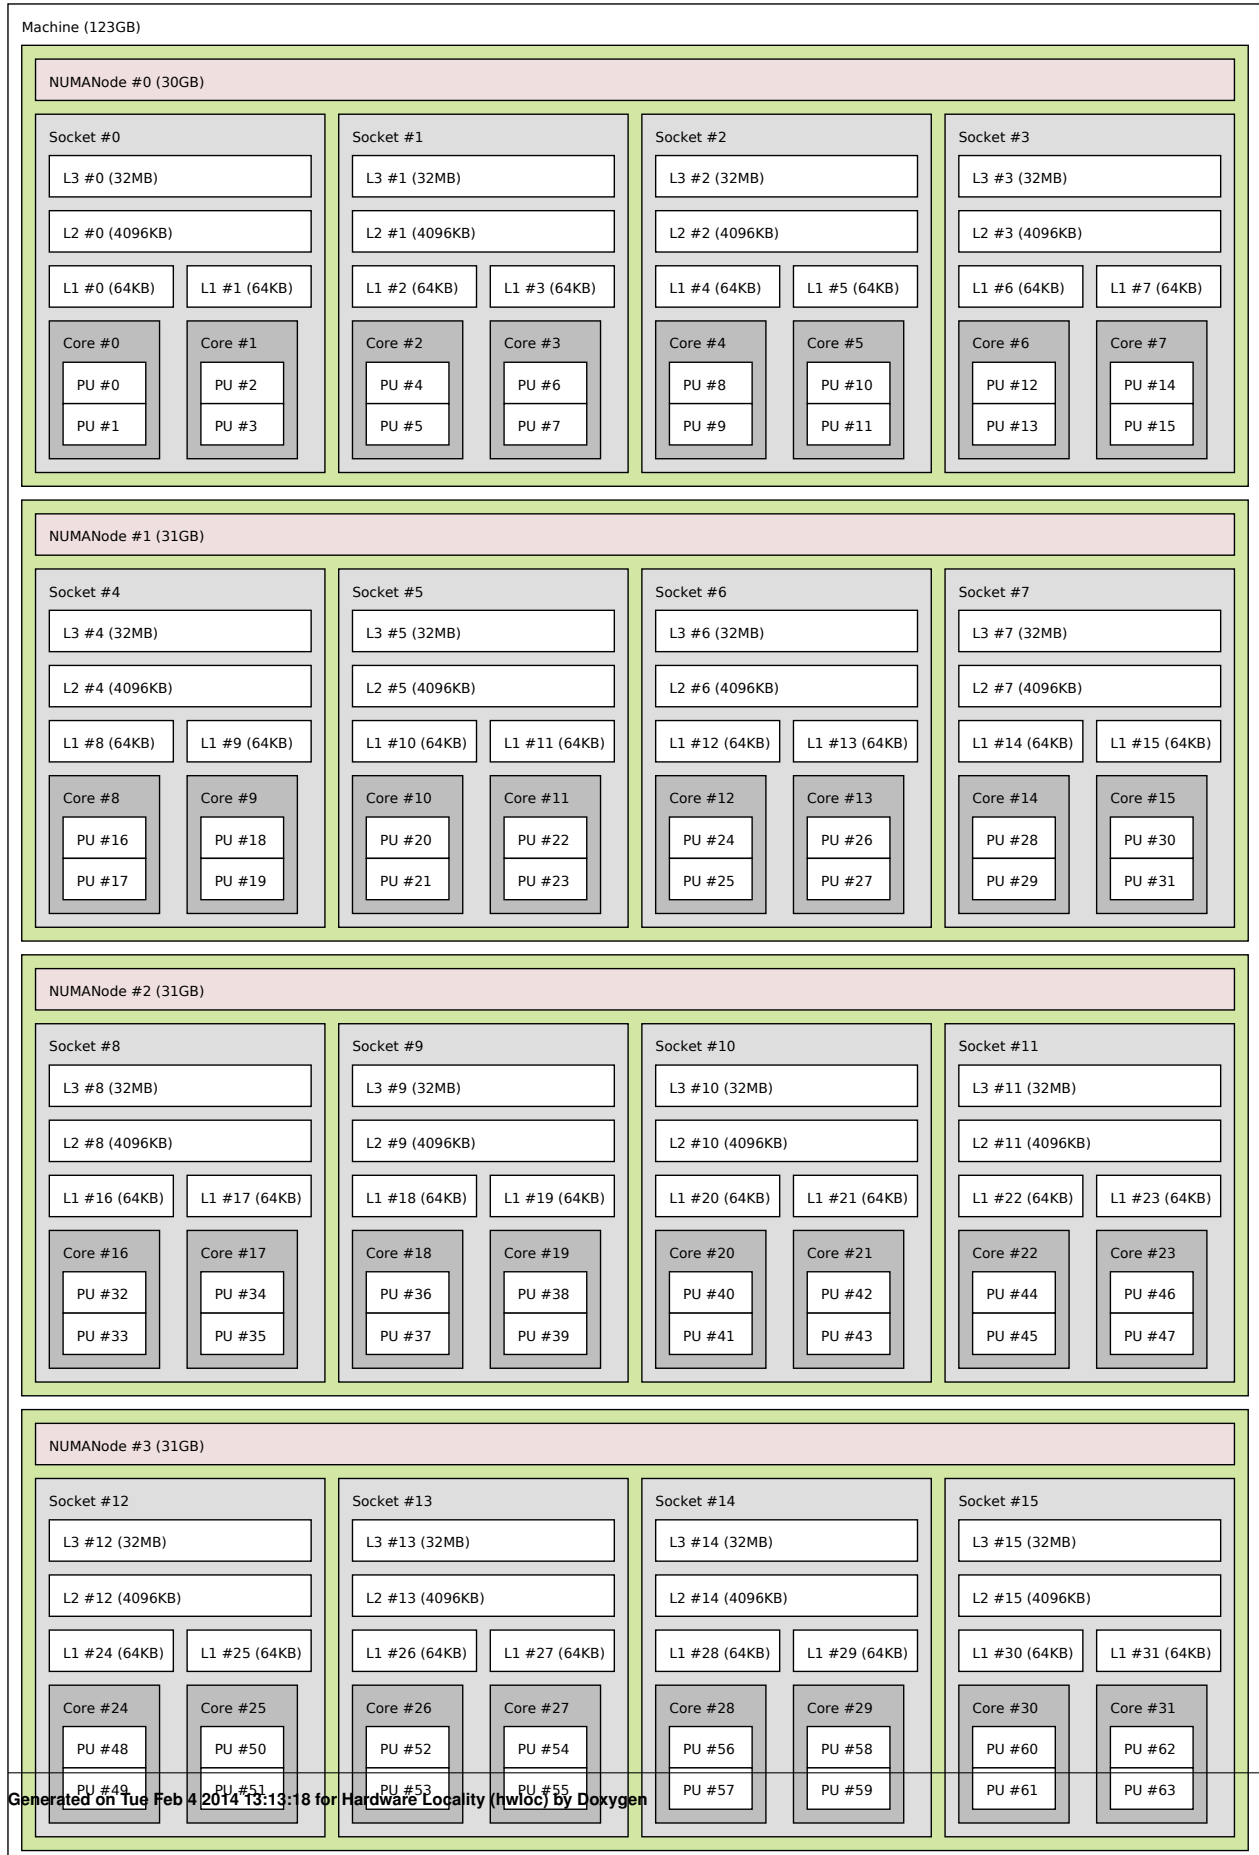 Machine (123GB)
NUMANode #0 (30GB)
Socket #0 Socket #1 Socket #2 Socket #3
L3 #0 (32MB) L3 #1 (32MB) L3 #2 (32MB) L3 #3 (32MB)
L2 #0 (4096KB) L2 #1 (4096KB) L2 #2 (4096KB) L2 #3 (4096KB)
L1 #0 (64KB) L1 #1 (64KB) L1 #2 (64KB) L1 #3 (64KB) L1 #4 (64KB) L1 #5 (64KB) L1 #6 (64KB) L1 #7 (64KB)
Core #0 Core #1 Core #2 Core #3 Core #4 Core #5 Core #6 Core #7
PU #0 PU #2 PU #4 PU #6 PU #8 PU #10 PU #12 PU #14
PU #1 PU #3 PU #5 PU #7 PU #9 PU #11 PU #13 PU #15
NUMANode #1 (31GB)
Socket #4 Socket #5 Socket #6 Socket #7
L3 #4 (32MB) L3 #5 (32MB) L3 #6 (32MB) L3 #7 (32MB)
L2 #4 (4096KB) L2 #5 (4096KB) L2 #6 (4096KB) L2 #7 (4096KB)
L1 #8 (64KB) L1 #9 (64KB) L1 #10 (64KB) L1 #11 (64KB) L1 #12 (64KB) L1 #13 (64KB) L1 #14 (64KB) L1 #15 (64KB)
Core #8 Core #9 Core #10 Core #11 Core #12 Core #13 Core #14 Core #15
PU #16 PU #18 PU #20 PU #22 PU #24 PU #26 PU #28 PU #30
PU #17 PU #19 PU #21 PU #23 PU #25 PU #27 PU #29 PU #31
NUMANode #2 (31GB)
Socket #8 Socket #9 Socket #10 Socket #11
L3 #8 (32MB) L3 #9 (32MB) L3 #10 (32MB) L3 #11 (32MB)
L2 #8 (4096KB) L2 #9 (4096KB) L2 #10 (4096KB) L2 #11 (4096KB)
L1 #16 (64KB) L1 #17 (64KB) L1 #18 (64KB) L1 #19 (64KB) L1 #20 (64KB) L1 #21 (64KB) L1 #22 (64KB) L1 #23 (64KB)
Core #16 Core #17 Core #18 Core #19 Core #20 Core #21 Core #22 Core #23
PU #32 PU #34 PU #36 PU #38 PU #40 PU #42 PU #44 PU #46
PU #33 PU #35 PU #37 PU #39 PU #41 PU #43 PU #45 PU #47
NUMANode #3 (31GB)
Socket #12 Socket #13 Socket #14 Socket #15
L3 #12 (32MB) L3 #13 (32MB) L3 #14 (32MB) L3 #15 (32MB)
L2 #12 (4096KB) L2 #13 (4096KB) L2 #14 (4096KB) L2 #15 (4096KB)
L1 #24 (64KB) L1 #25 (64KB) L1 #26 (64KB) L1 #27 (64KB) L1 #28 (64KB) L1 #29 (64KB) L1 #30 (64KB) L1 #31 (64KB)
Core #24 Core #25 Core #26 Core #27 Core #28 Core #29 Core #30 Core #31
PU #48 PU #50 PU #52 PU #54 PU #56 PU #58 PU #60 PU #62
PU #49 PU #51 PU #53 PU #55 PU #57 PU #59 PU #61 PU #63
Generated on Tue Feb 4 2014 13:13:18 for Hardware Locality (hwloc) by Doxygen